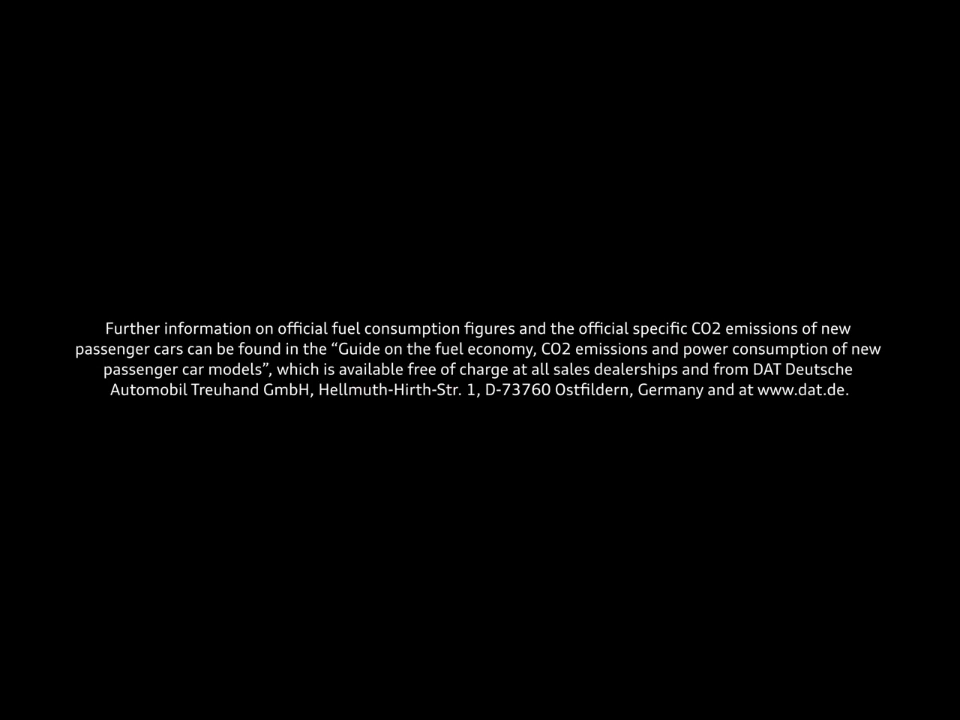 Further information on official fuel consumption figures and the official specific CO2 emissions of new
passenger cars can be found in the “Guide on the fuel economy, CO2 emissions and power consumption of new
passenger car models”, which is available free of charge at all sales dealerships and from DAT Deutsche
Automobil Treuhand GmbH, Hellmuth-Hirth-Str. 1, D-73760 Ostfildern, Germany and at www.dat.de.